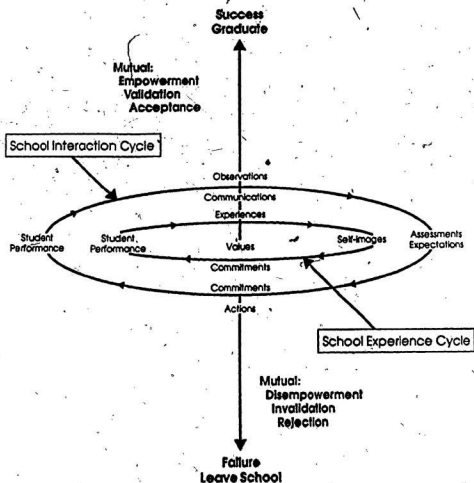 Success
Graduate
Mutual:
Empowerment
Validation
Acceptance
School Interaction Cycle
Observations
Communications
Experiences
Student
Performance
Student
Performance
Values
Self-Images
Assessments
Expectations
Commitments
Commitments
Actions
School Experience Cycle
Mutual:
Disempowerment
Invalidation
Rejection
Failure
Leave School